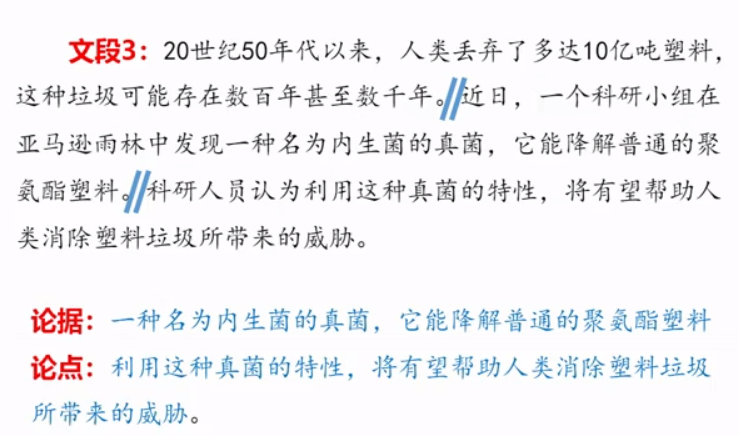 文段3：20世纪50年代以来，人类丢弃了多达10亿吨塑料，
这种垃圾可能存在数百年甚至数千年。//近日，一个科研小组在
亚马逊雨林中发现一种名为内生菌的真菌，它能降解普通的聚
氨酯塑料。//科研人员认为利用这种真菌的特性，将有望帮助人
类消除塑料垃圾所带来的威胁。
论据：一种名为内生菌的真菌，它能降解普通的聚氨酯塑料
论点：利用这种真菌的特性，将有望帮助人类消除塑料垃圾
所带来的威胁。